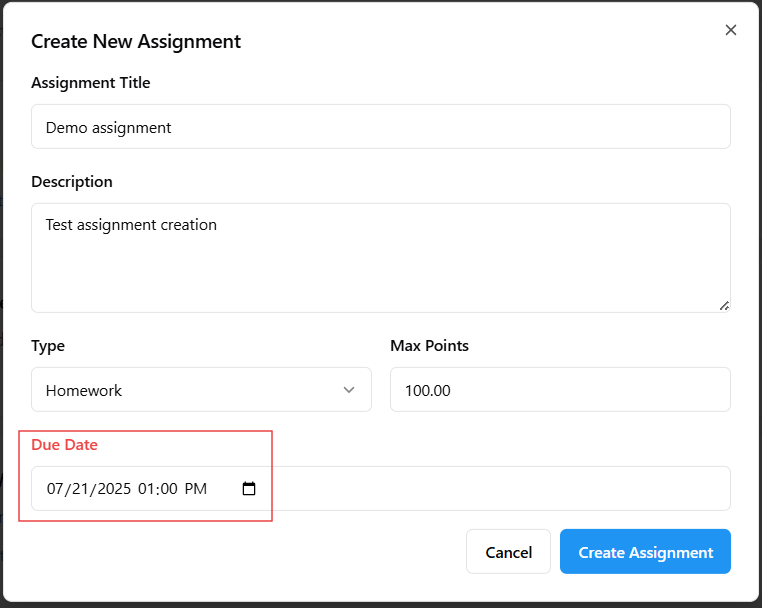 Create New Assignment
Assignment Title
Demo assignment
Description
Test assignment creation
Type
Max Points
Homework
100.00
Due Date
07/21/2025 01:00 PM
Cancel
Create Assignment